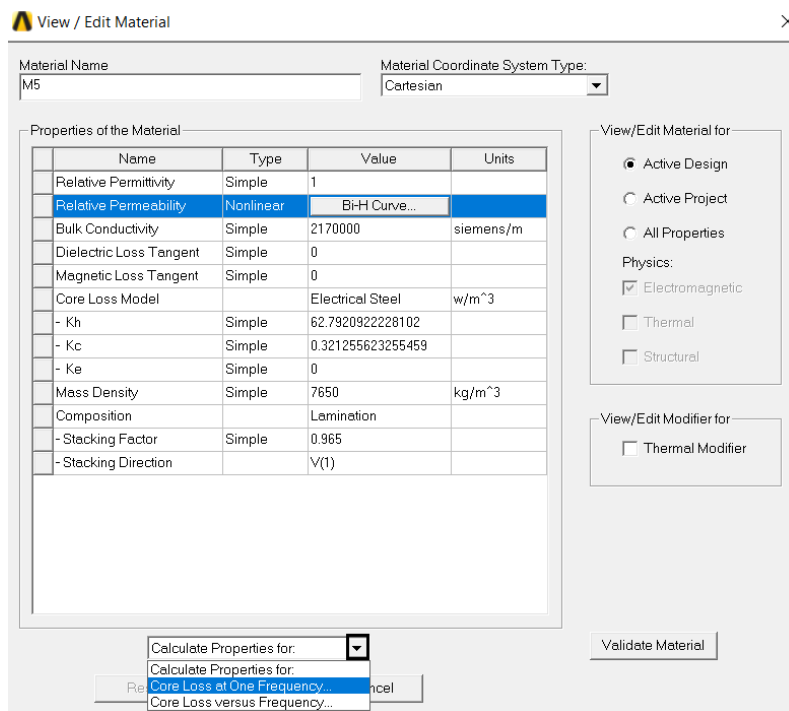 View / Edit Material
Material Name
Material Coordinate System Type:
M5
Cartesian
Properties of the Material
View/Edit Material for
Name Type Value Units
Relative Permittivity Simple 1
Relative Permeability Nonlinear Bi-H Curve...
Bulk Conductivity Simple 2170000 siemens/m
Dielectric Loss Tangent Simple 0
Magnetic Loss Tangent Simple 0
Core Loss Model Electrical Steel w/m^3
- Kh Simple 62.7920922228102
- Kc Simple 0.321255623255459
- Ke Simple 0
Mass Density Simple 7650 kg/m^3
Composition Lamination
- Stacking Factor Simple 0.965
- Stacking Direction V(1)
Active Design
Active Project
All Properties
Physics:
Electromagnetic
Thermal
Structural
View/Edit Modifier for
Thermal Modifier
Calculate Properties for:
Validate Material
Calculate Properties for:
Core Loss at One Frequency...
Core Loss versus Frequency...